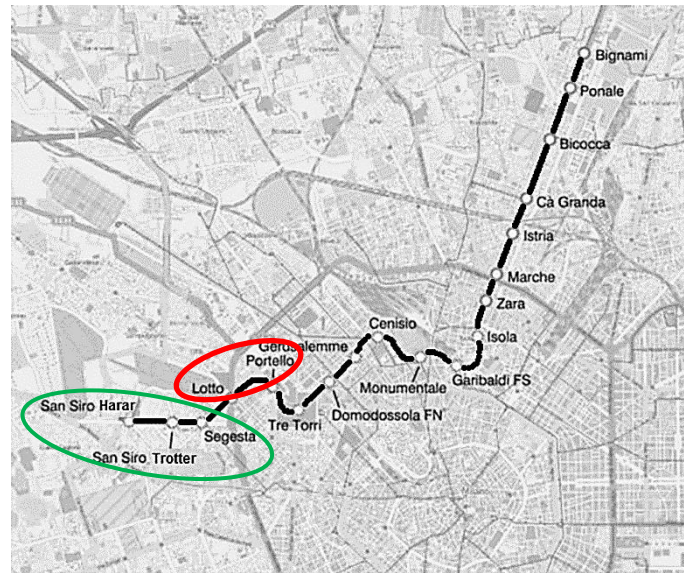 Bignami
Ponale
Bicocca
Cà Granda
Istria
Marche
Zara
Cenisio
Isola
Gerusalemme
Portello
Garibaldi FS
Monumentale
Lotto
Domodossola FN
San Siro Harar
Tre Torri
Segesta
San Siro Trotter